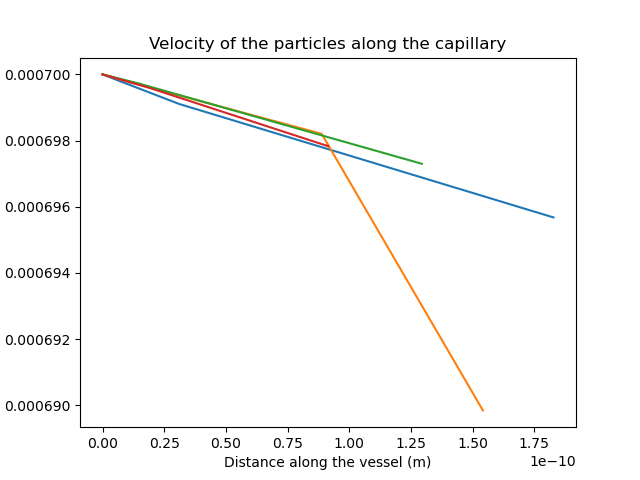 Velocity of the particles along the capillary
0.000700
0.000698
0.000696
0.000694
0.000692
0.000690
0.00 0.25 0.50 0.75 1.00 1.25 1.50 1.75
Distance along the vessel (m)
1e−10